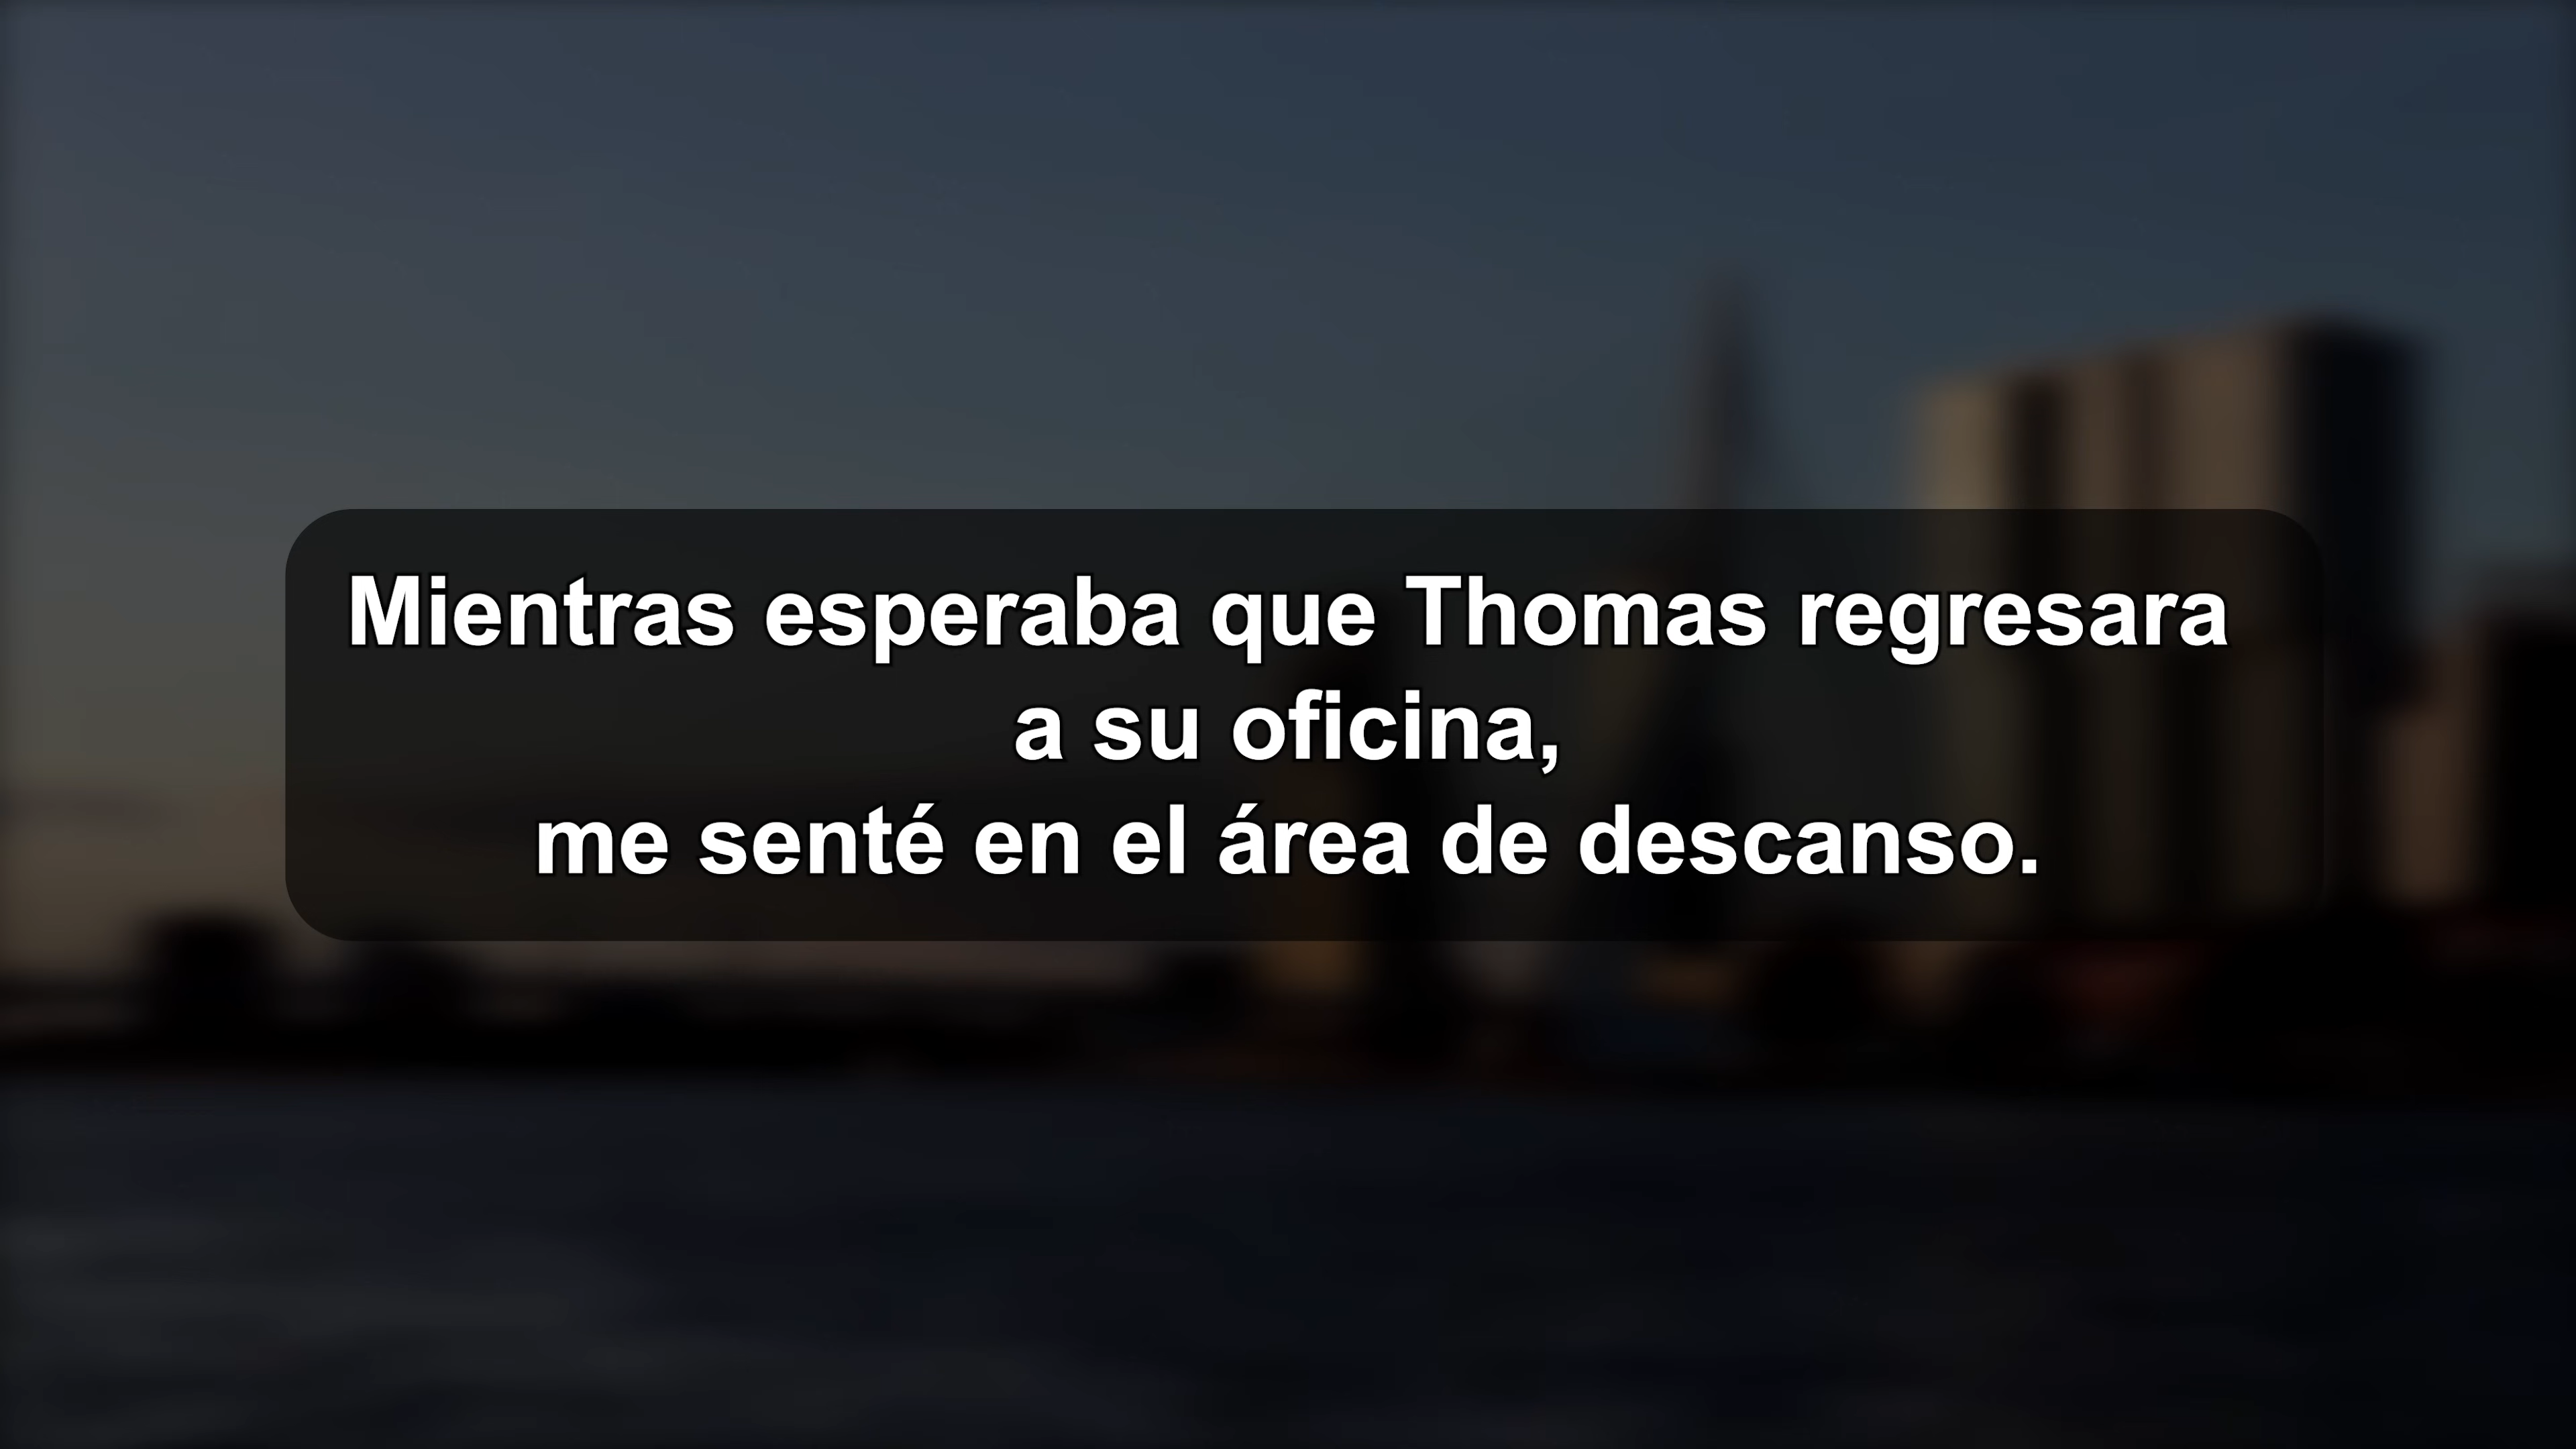 Mientras esperaba que Thomas regresara
a su oficina,
me senté en el área de descanso.